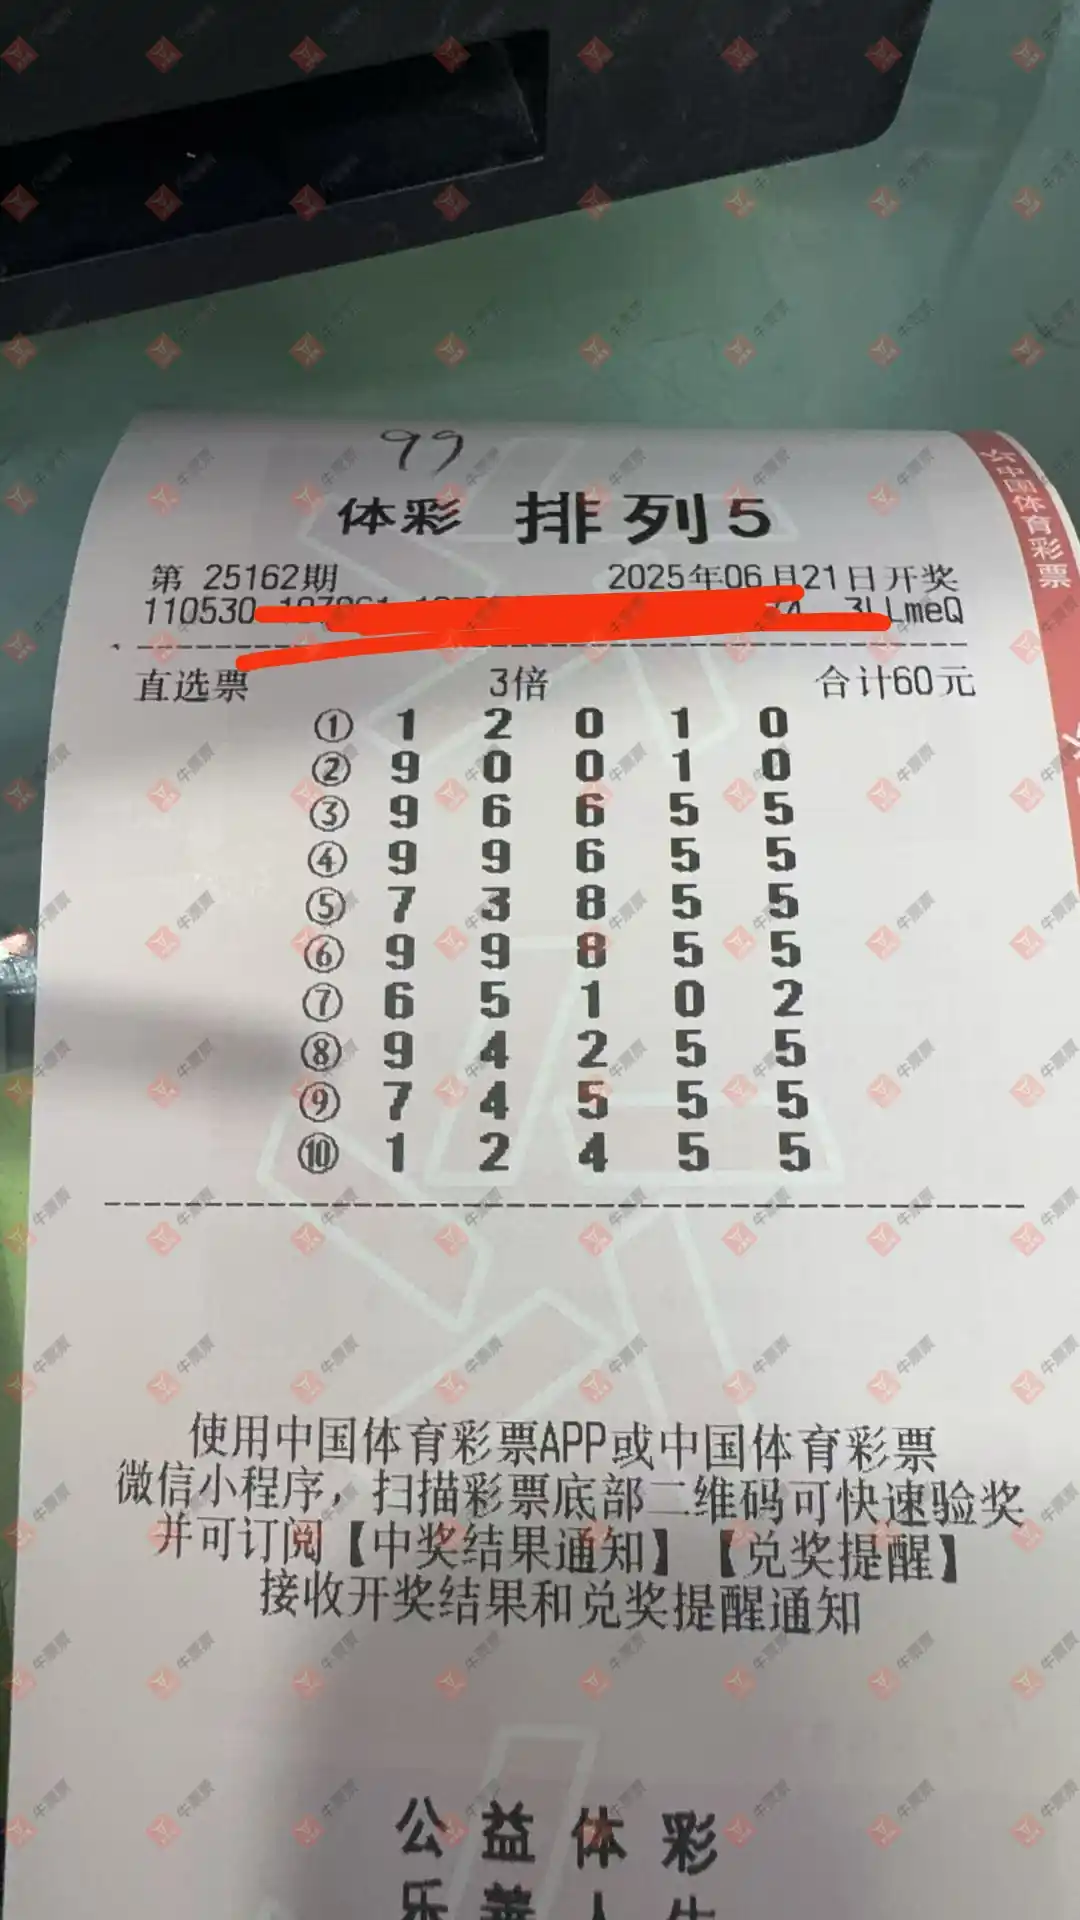 99
体彩 排列5
第 25162期 2025年06月21日开奖
110530 LmeQ
直选票 3倍 合计60元
① 1 2 0 1 0
② 9 0 0 1 0
③ 9 6 6 5 5
④ 9 9 6 5 5
⑤ 7 3 8 5 5
⑥ 9 9 8 5 5
⑦ 6 5 1 0 2
⑧ 9 4 2 5 5
⑨ 7 4 5 5 5
⑩ 1 2 4 5 5
使用中国体育彩票APP或中国体育彩票
微信小程序，扫描彩票底部二维码可快速验奖
并可订阅【中奖结果通知】【兑奖提醒】
接收开奖结果和兑奖提醒通知
公益体彩
乐善人生
中国体育彩票
牛票票